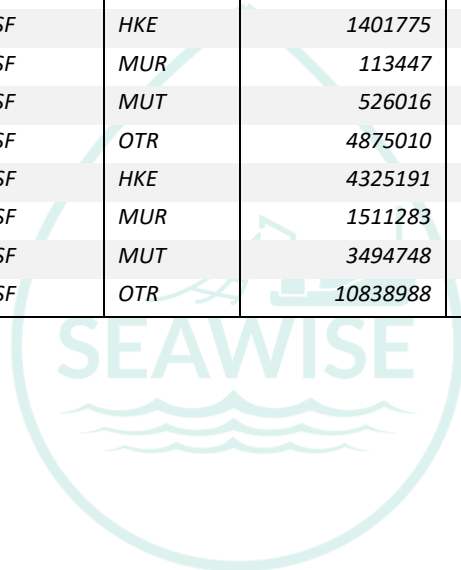 SF HKE 1401775
SF MUR 113447
SF MUT 526016
SF OTR 4875010
SF HKE 4325191
SF MUR 1511283
SF MUT 3494748
SF OTR 10838988
SEAWISE